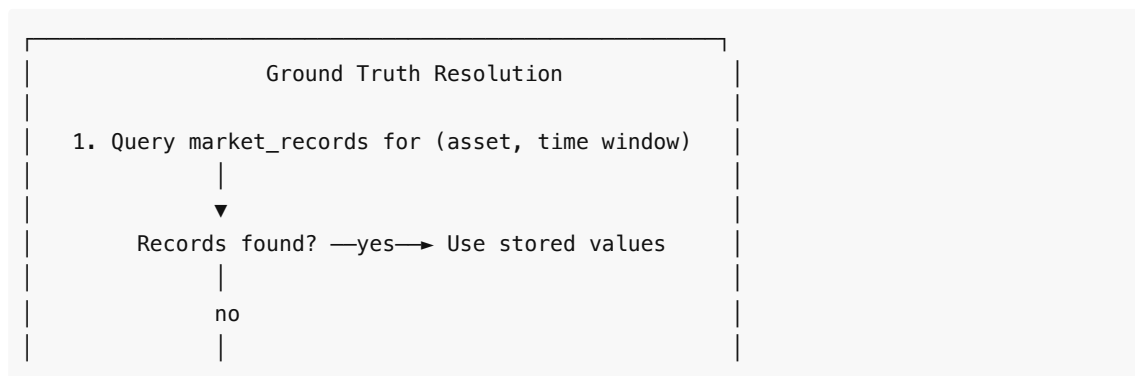 Ground Truth Resolution
1. Query market_records for (asset, time window)
Records found? —yes—► Use stored values
no